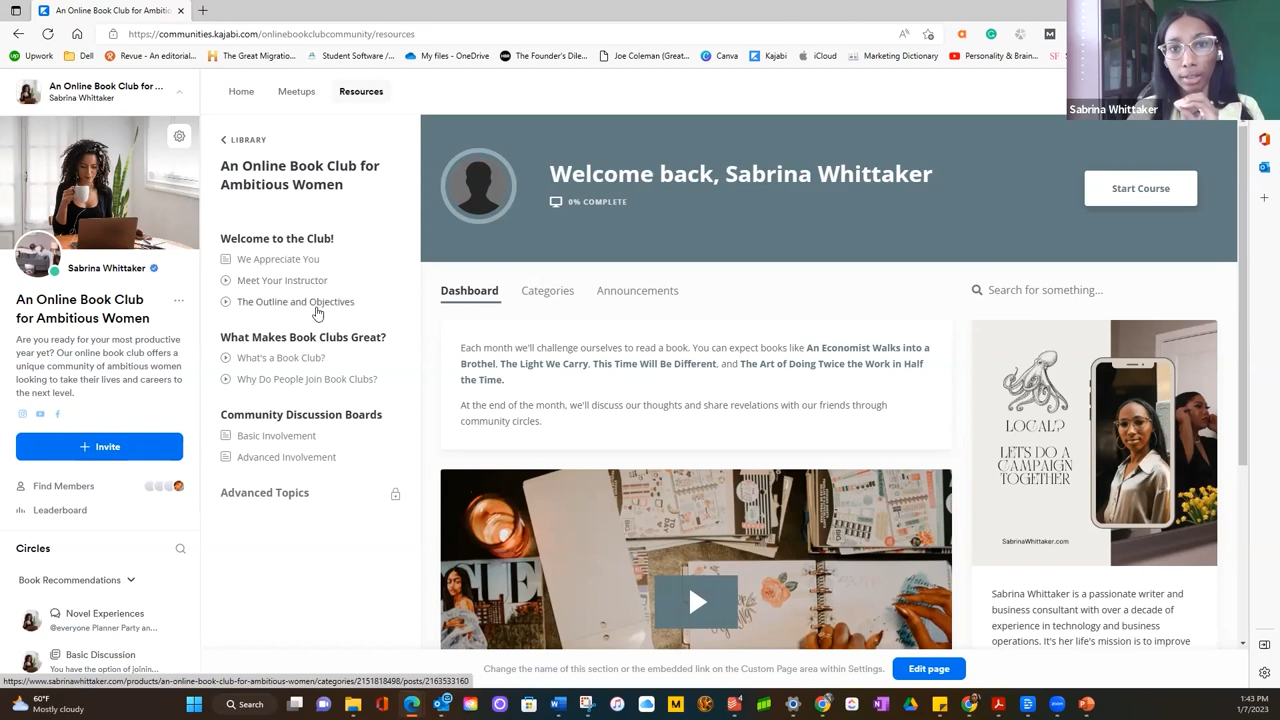 An Online Book Club Community
https://communities.kajabi.com/onlinebookclubcommunity/resources
Upwork
Revue - An editorial...
The Great Migratio...
Student Software /...
My files - OneDrive
The Founder's Dile...
Joe Coleman (Great...
Canva
Kajabi
iCloud
Marketing Dictionary
Personality & Brain...
SF
Sabrina Whittaker
An Online Book Club for ...
Sabrina Whittaker
Home
Meetups
Resources
LIBRARY
An Online Book Club for
Ambitious Women
Welcome to the Club!
We Appreciate You
Meet Your Instructor
The Outline and Objectives
What Makes Book Clubs Great?
What's a Book Club?
Why Do People Join Book Clubs?
Community Discussion Boards
Basic Involvement
Advanced Involvement
Advanced Topics
Sabrina Whittaker
An Online Book Club
for Ambitious Women
Are you ready for your most productive
year yet? Our online book club offers a
unique community of ambitious women
looking to take their lives and careers to
the next level.
Invite
Find Members
Leaderboard
Circles
Book Recommendations
Novel Experiences
@everyone Planner Party an...
Basic Discussion
You have the option of joinin...
Welcome back, Sabrina Whittaker
0% COMPLETE
Start Course
Dashboard
Categories
Announcements
Search for something...
Each month we'll challenge ourselves to read a book. You can expect books like An Economist Walks into a
Brothel, The Light We Carry, This Time Will Be Different, and The Art of Doing Twice the Work in Half
the Time.
At the end of the month, we'll discuss our thoughts and share revelations with our friends through
community circles.
LOCAL?
LET'S DO A
CAMPAIGN
TOGETHER
SabrinaWhittaker.com
Sabrina Whittaker is a passionate writer and
business consultant with over a decade of
experience in technology and business
operations. It's her life's mission is to improve
Change the name of this section or the embedded link on the Custom Page area within Settings.
Edit page
https://www.sabrinawhittaker.com/products/an-online-book-club-for-ambitious-women/categories/2151818498/posts/2163533160
60°F
Mostly cloudy
Search
1:43 PM
1/7/2023